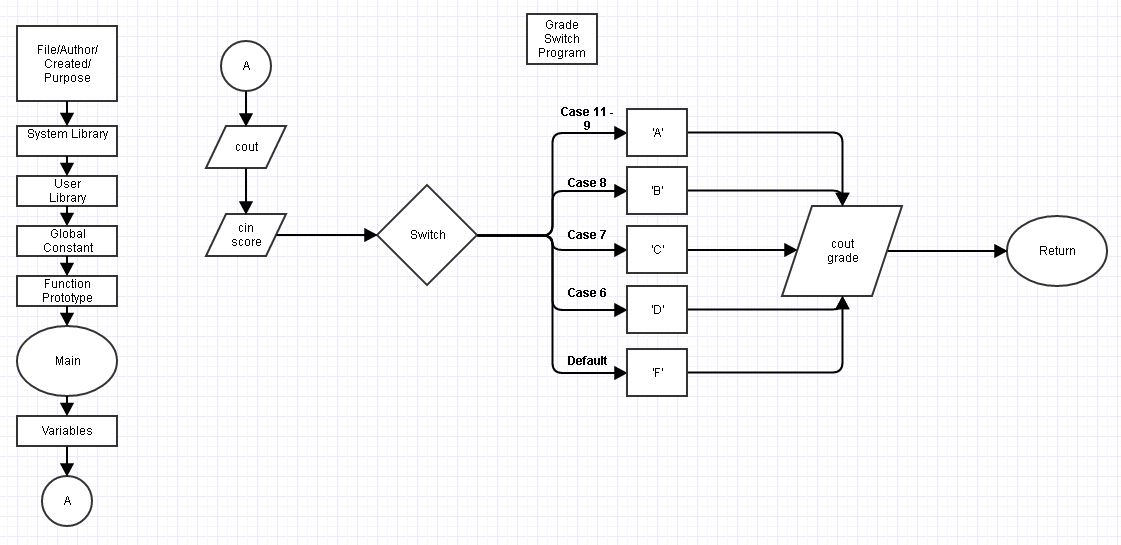 Grade
Switch
Program
File/Author/
Created/
Purpose
System Library
User
Library
Global
Constant
Function
Prototype
Main
Variables
A
A
cout
cin
score
Switch
Case 11 -
9
'A'
Case 8
'B'
Case 7
'C'
Case 6
'D'
Default
'F'
cout
grade
Return